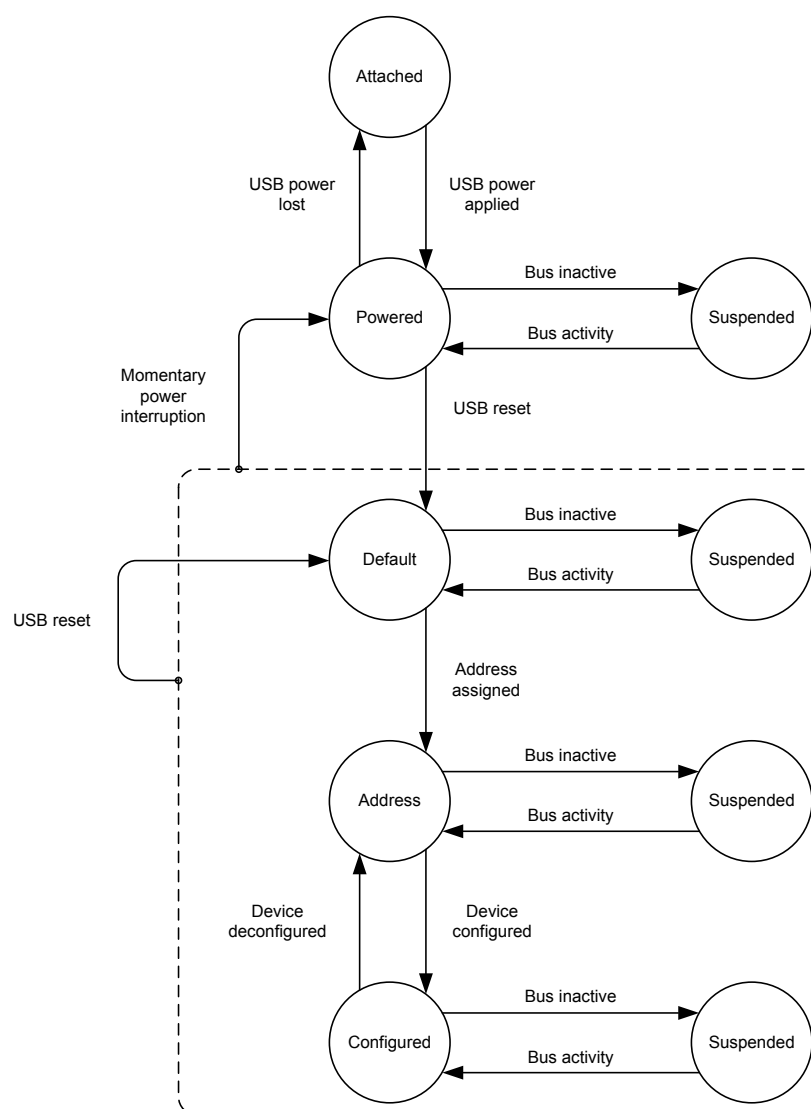 Attached
USB power
lost
USB power
applied
Bus inactive
Powered
Suspended
Bus activity
Momentary
power
interruption
USB reset
Bus inactive
Default
Suspended
Bus activity
USB reset
Address
assigned
Bus inactive
Address
Suspended
Bus activity
Device
deconfigured
Device
configured
Bus inactive
Configured
Suspended
Bus activity